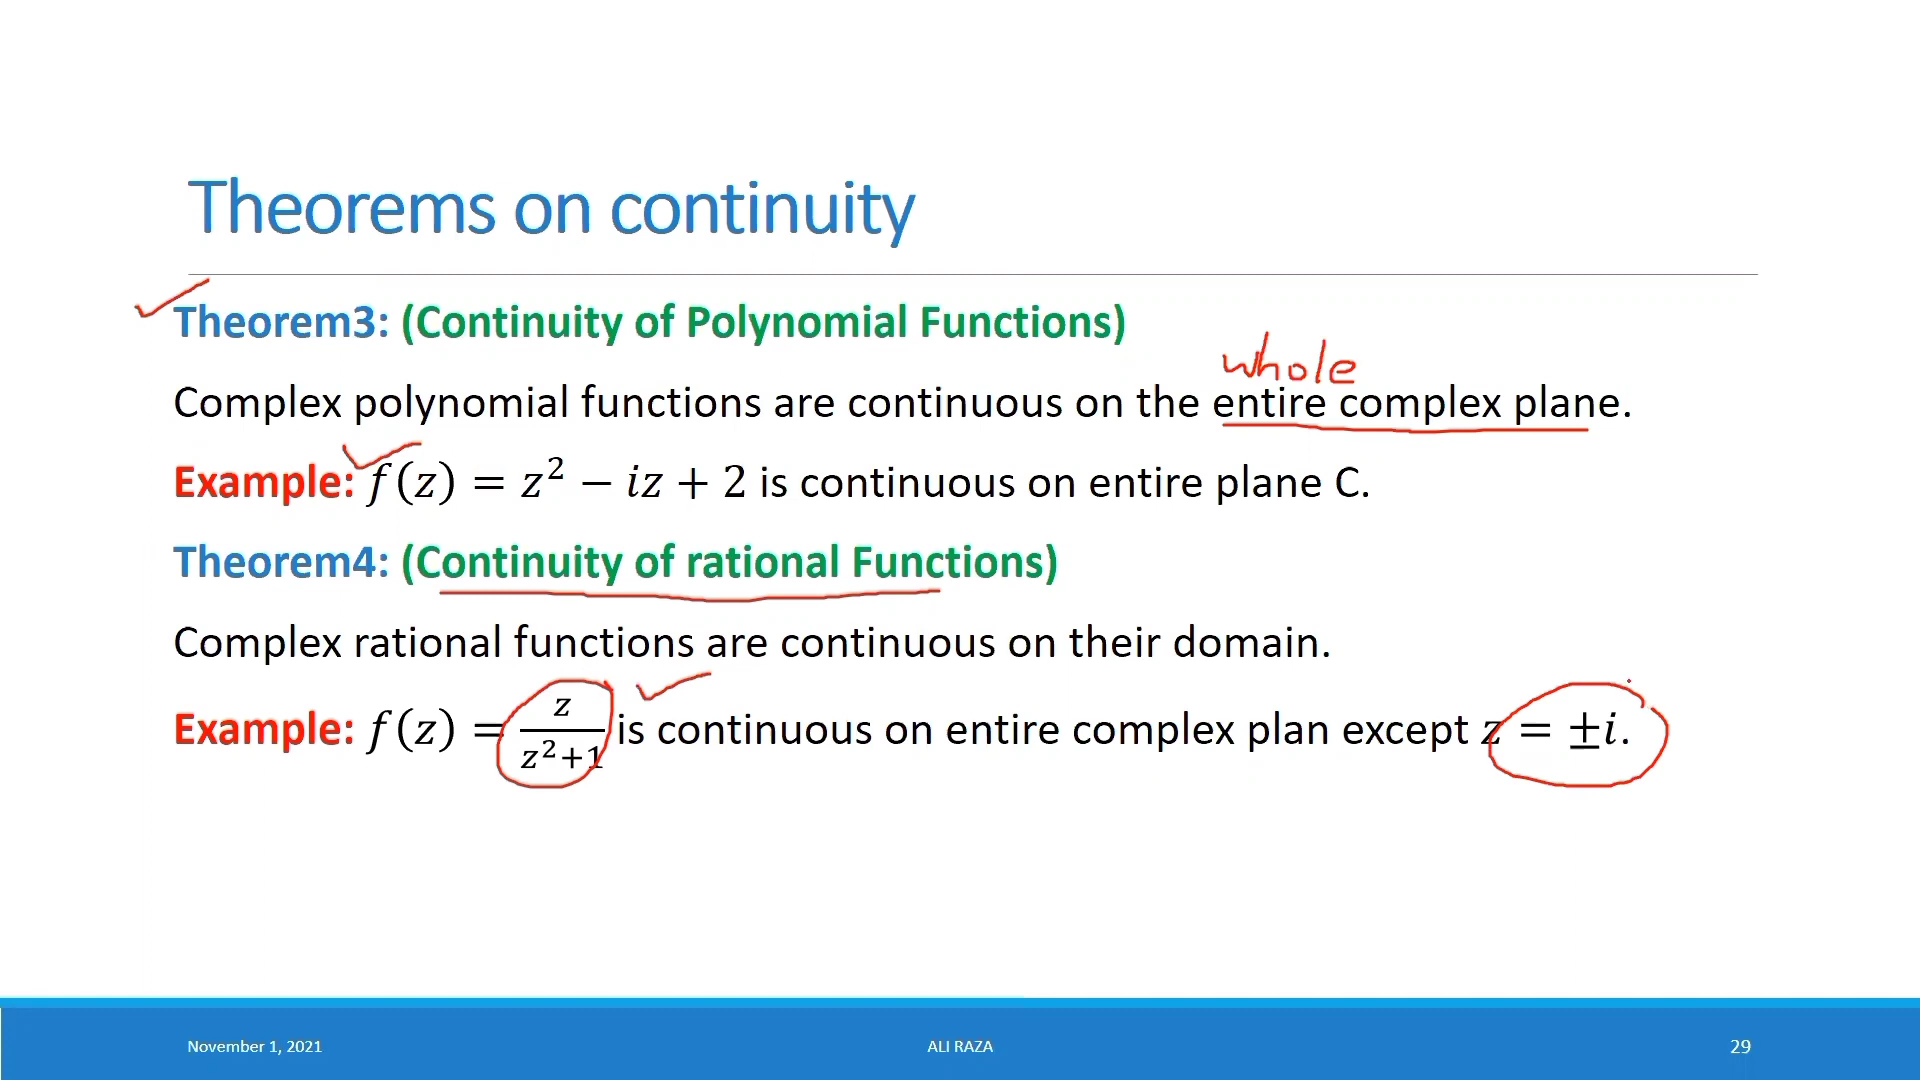 Theorems on continuity
Theorem3: (Continuity of Polynomial Functions)
whole
Complex polynomial functions are continuous on the entire complex plane.
Example: f(z) = z² − iz + 2 is continuous on entire plane C.
Theorem4: (Continuity of rational Functions)
Complex rational functions are continuous on their domain.
Example: f(z) = z/(z²+1) is continuous on entire complex plan except z = ±i.
November 1, 2021 ALI RAZA 29